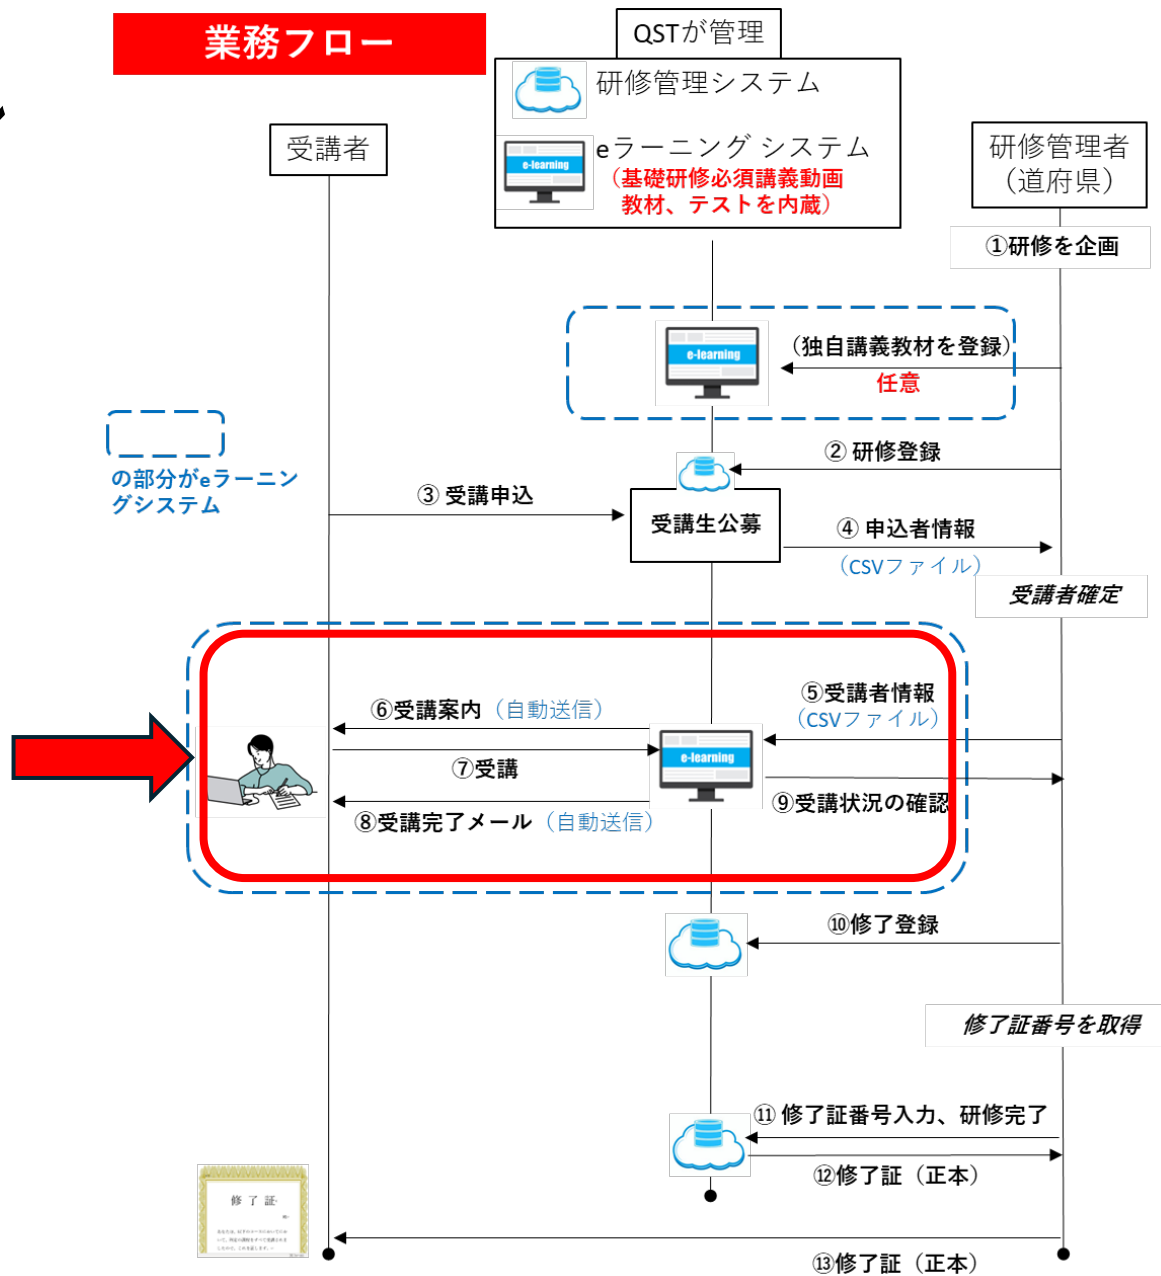 業務フロー
QSTが管理
研修管理システム
e-learning
eラーニング システム
（基礎研修必須講義動画
教材、テストを内蔵）
受講者
研修管理者
（道府県）
①研修を企画
e-learning
（独自講義教材を登録）
任意
の部分がeラーニン
グシステム
② 研修登録
③ 受講申込
受講生公募
④ 申込者情報
（CSVファイル）
受講者確定
⑤受講者情報
（CSVファイル）
⑥受講案内（自動送信）
e-learning
⑦受講
⑧受講完了メール（自動送信）
⑨受講状況の確認
⑩修了登録
修了証番号を取得
⑪ 修了証番号入力、研修完了
⑫修了証（正本）
修 了 証
⑬修了証（正本）